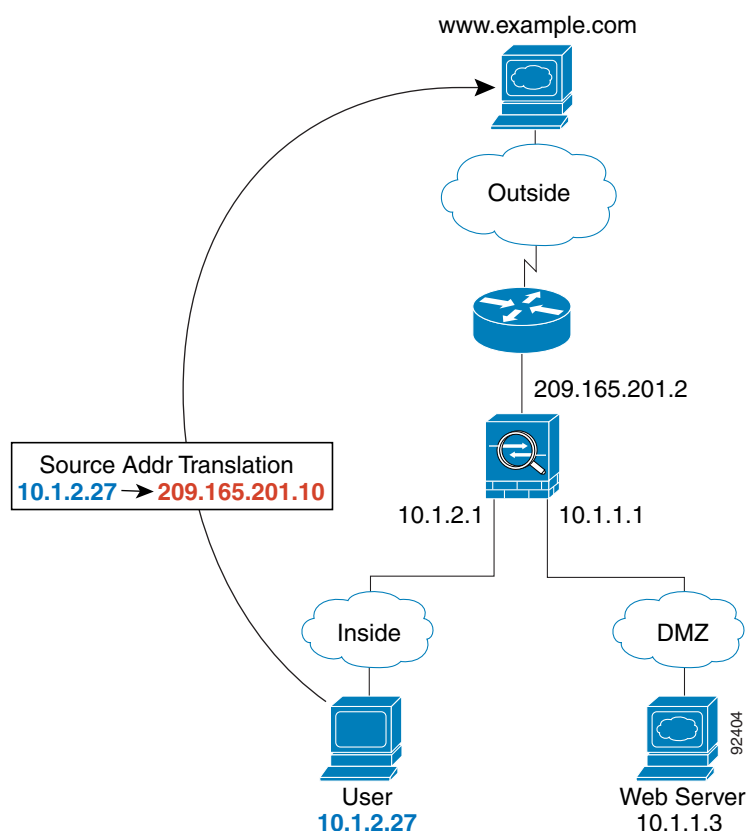 www.example.com
Outside
209.165.201.2
Source Addr Translation
10.1.2.27 → 209.165.201.10
10.1.2.1
10.1.1.1
Inside
DMZ
User
10.1.2.27
Web Server
10.1.1.3
92404